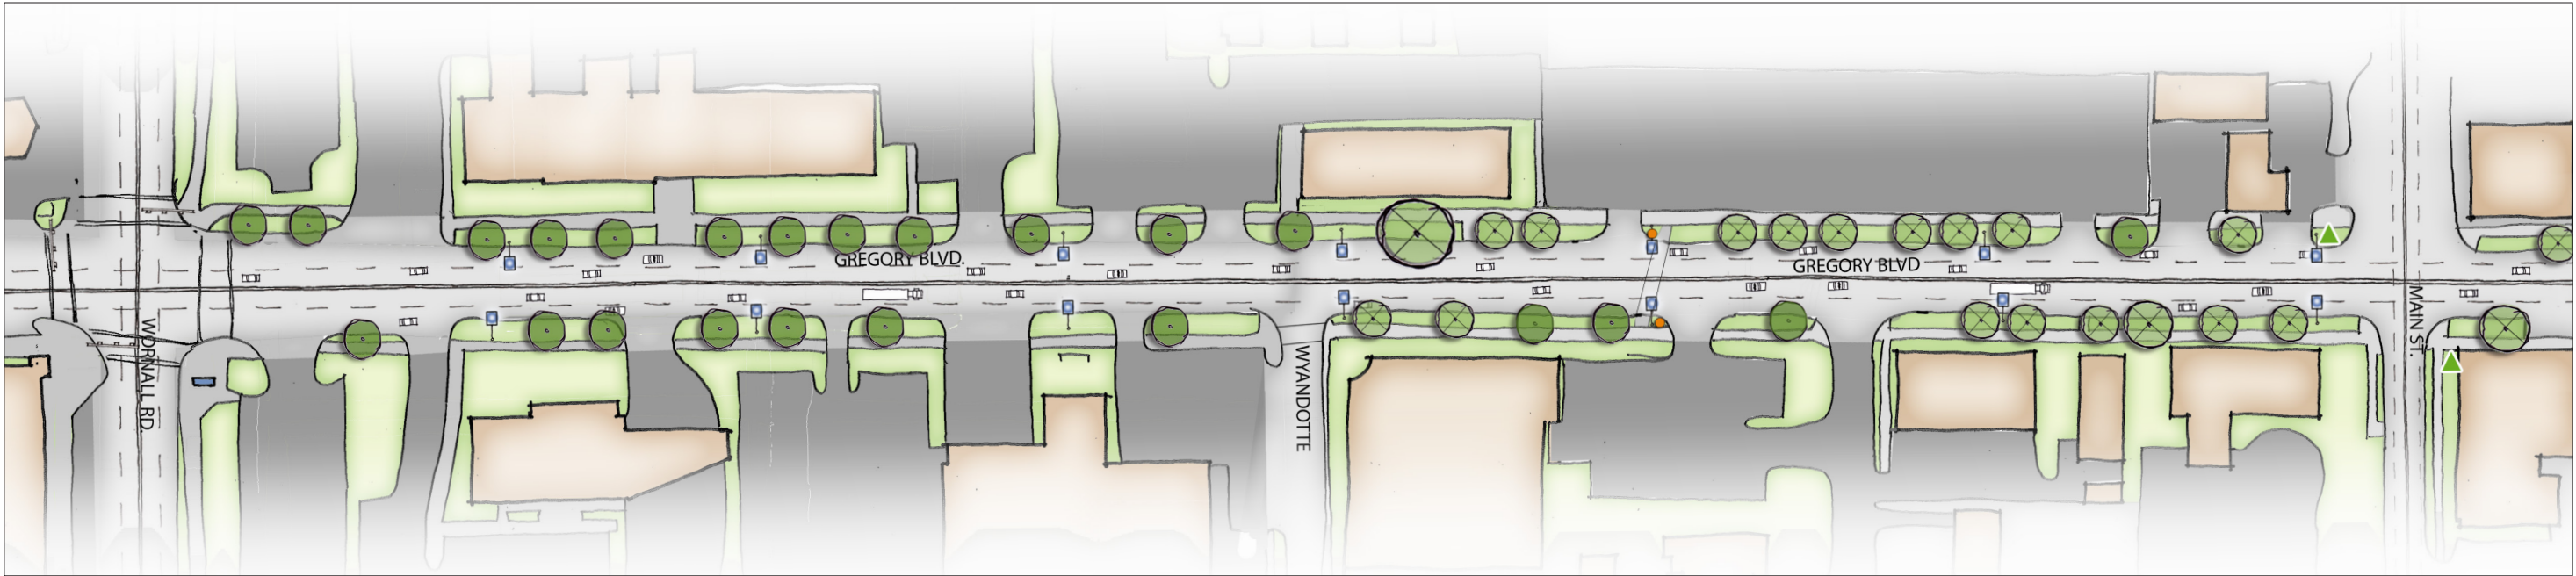 GREGORY BLVD.
GREGORY BLVD
WORNALL RD.
WYANDOTTE
MAIN ST.